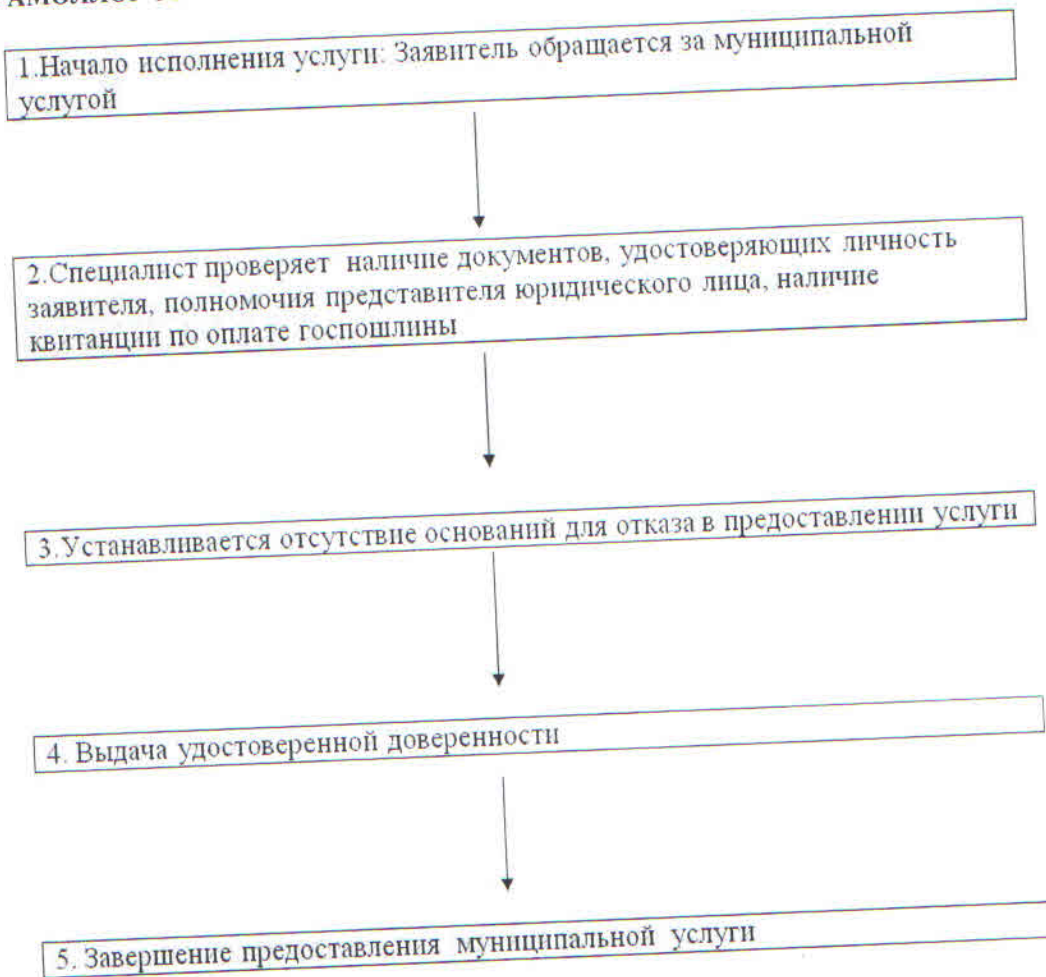 1.Начало исполнения услуги: Заявитель обращается за муниципальной
услугой
2.Специалист проверяет наличие документов, удостоверяющих личность
заявителя, полномочия представителя юридического лица, наличие
квитанции по оплате госпошлины
3.Устанавливается отсутствие оснований для отказа в предоставлении услуги
4. Выдача удостоверенной доверенности
5. Завершение предоставления муниципальной услуги